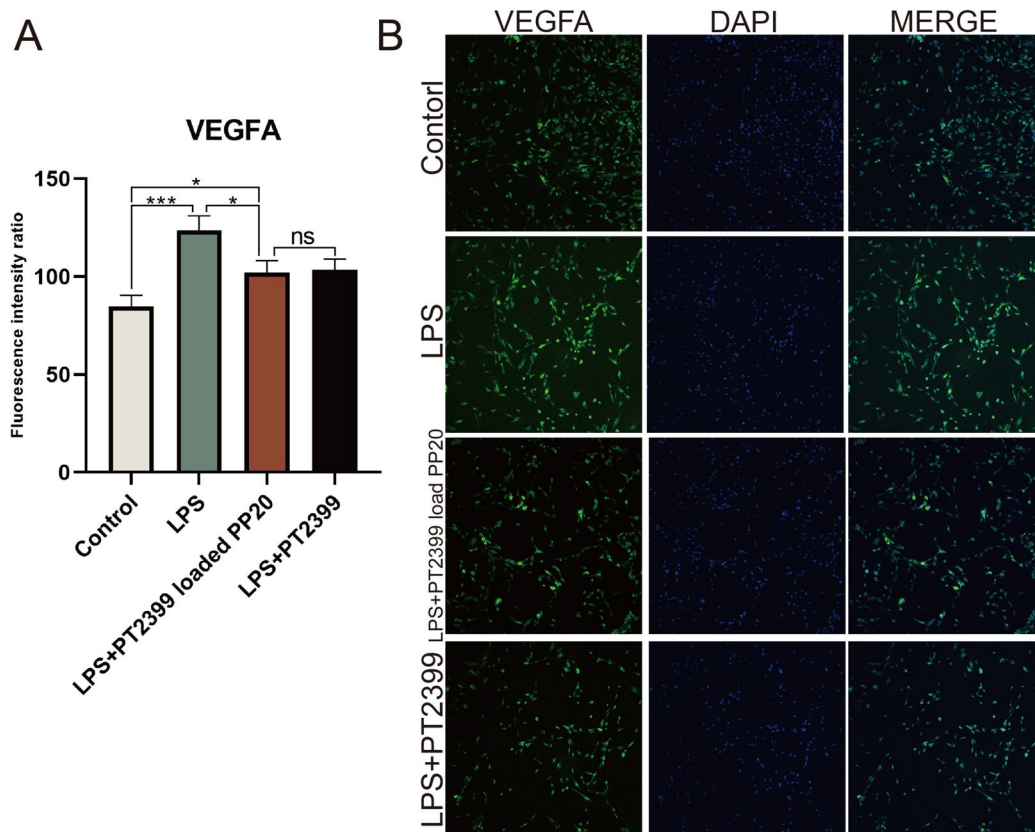 A
VEGFA
Fluorescence intensity ratio
150
100
50
0
*
***
*
ns
Control
LPS
LPS+PT2399 loaded PP20
LPS+PT2399
B
VEGFA DAPI MERGE
Contorl
LPS
LPS+PT2399 load PP20
LPS+PT2399